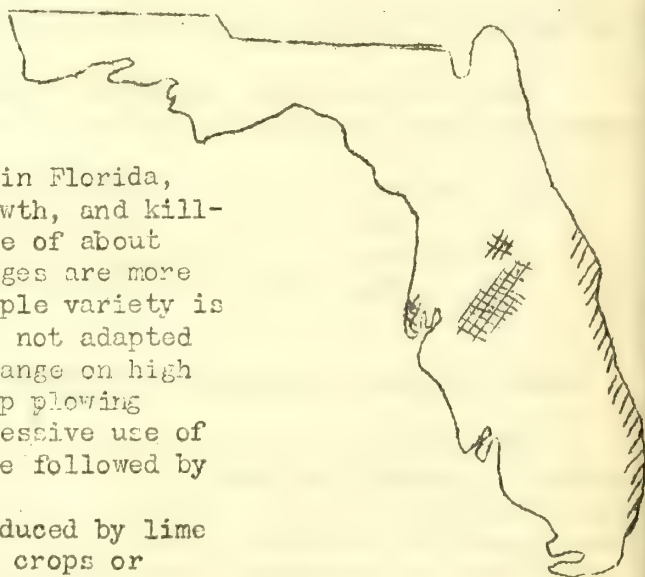 in Florida,
wth, and kill-
e of about
ges are more
ple variety is
not adapted
ange on high
p plowing
essive use of
e followed by
duced by lime
crops or